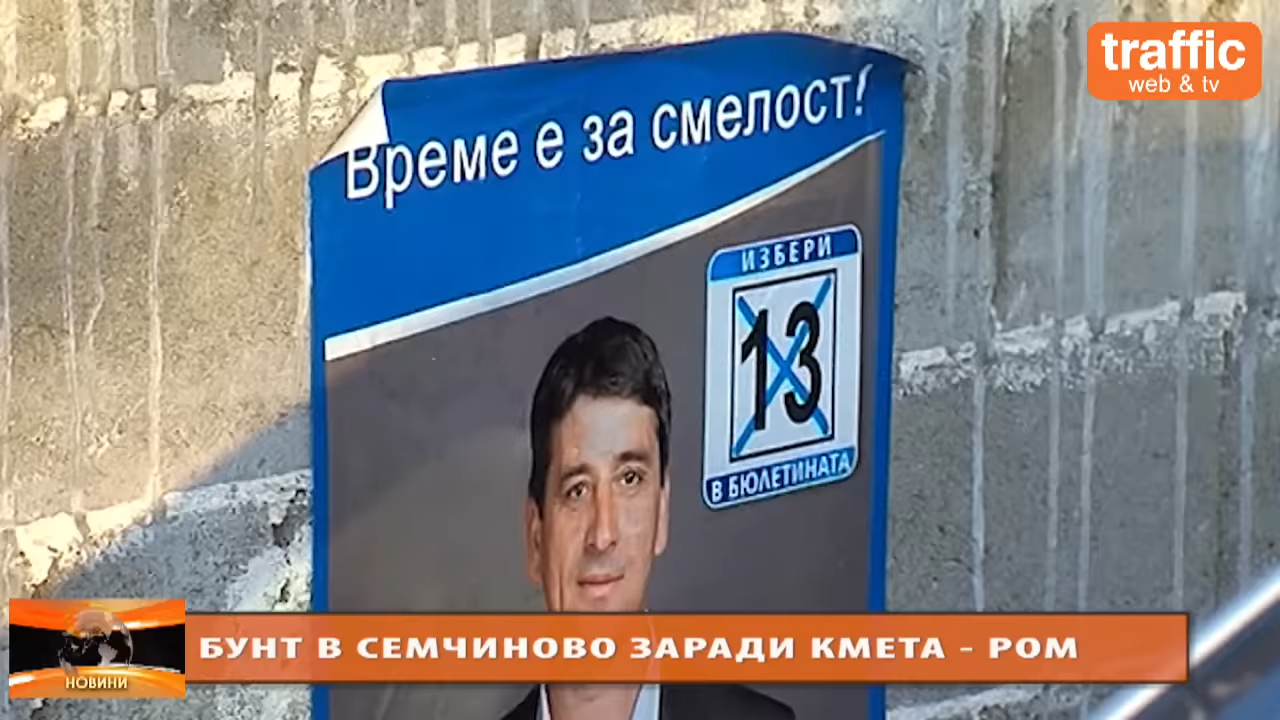 traffic
web & tv
Време е за смелост!
ИЗБЕРИ
13
В БЮЛЕТИНАТА
БУНТ В СЕМЧИНОВО ЗАРАДИ КМЕТА - РОМ
НОВИНИ